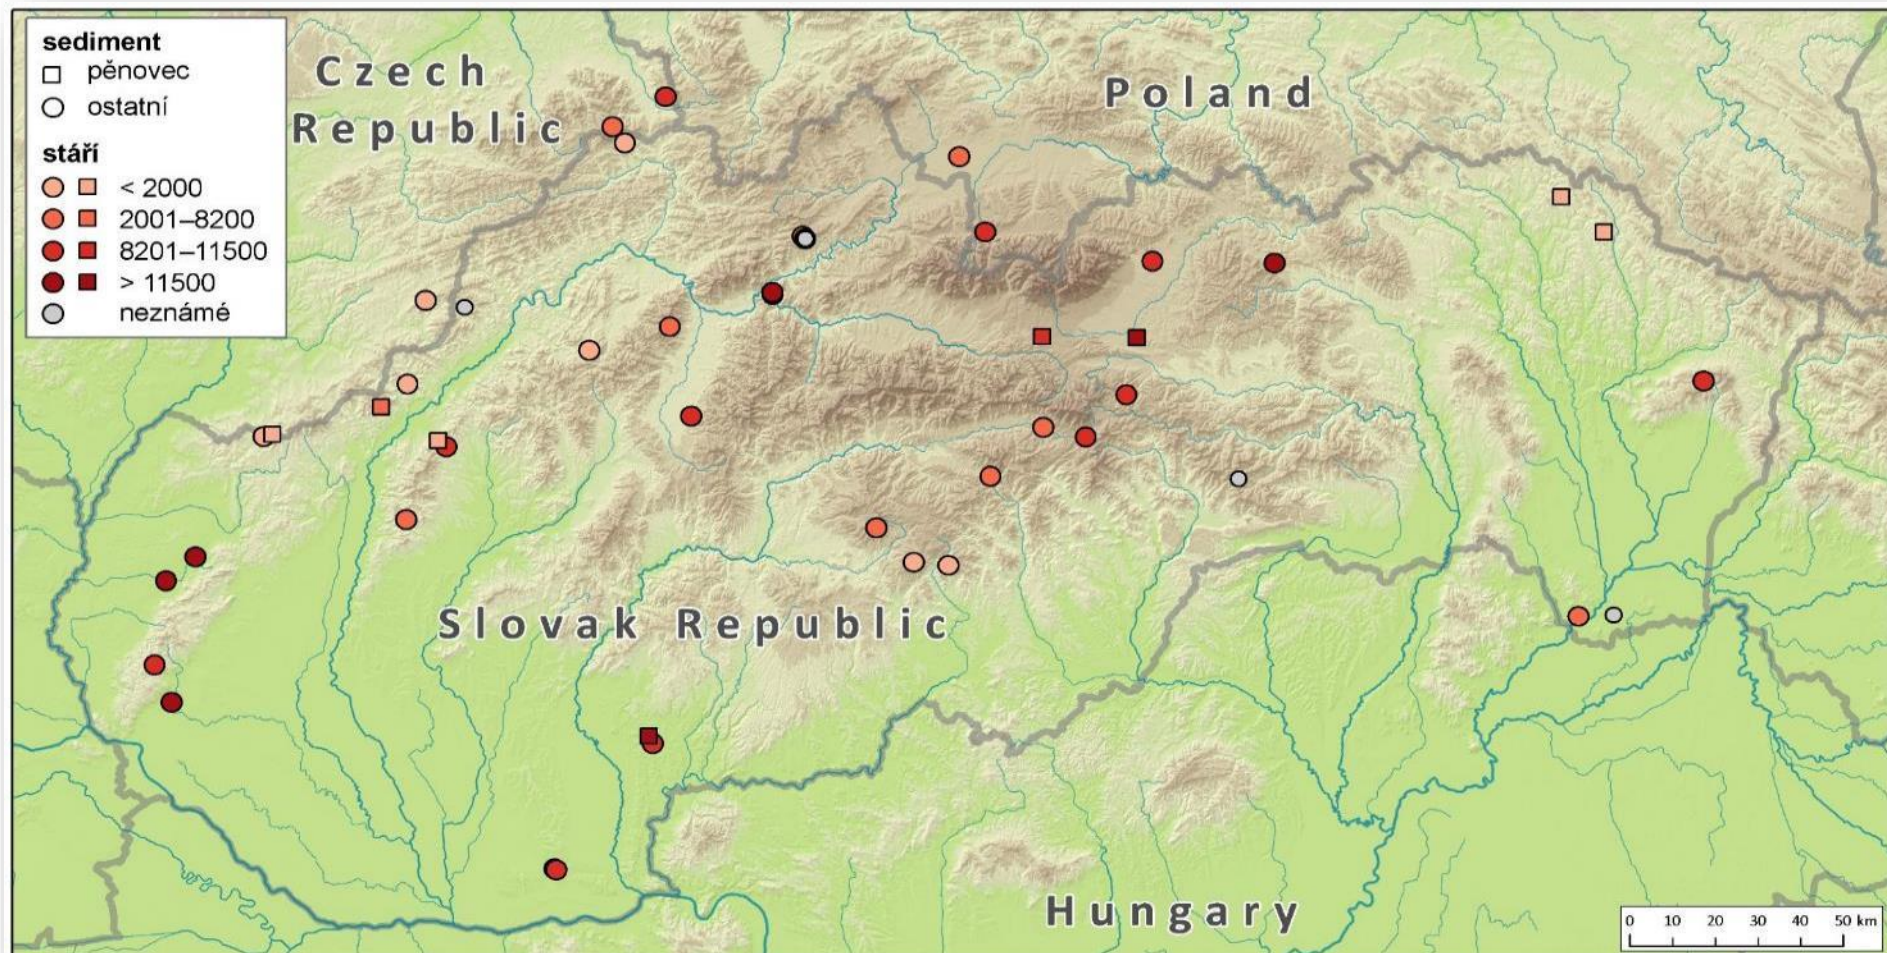 sediment
pěnovec
ostatní
stáří
< 2000
2001–8200
8201–11500
> 11500
neznámé
Czech
Republic
Poland
Slovak Republic
Hungary
0 10 20 30 40 50 km